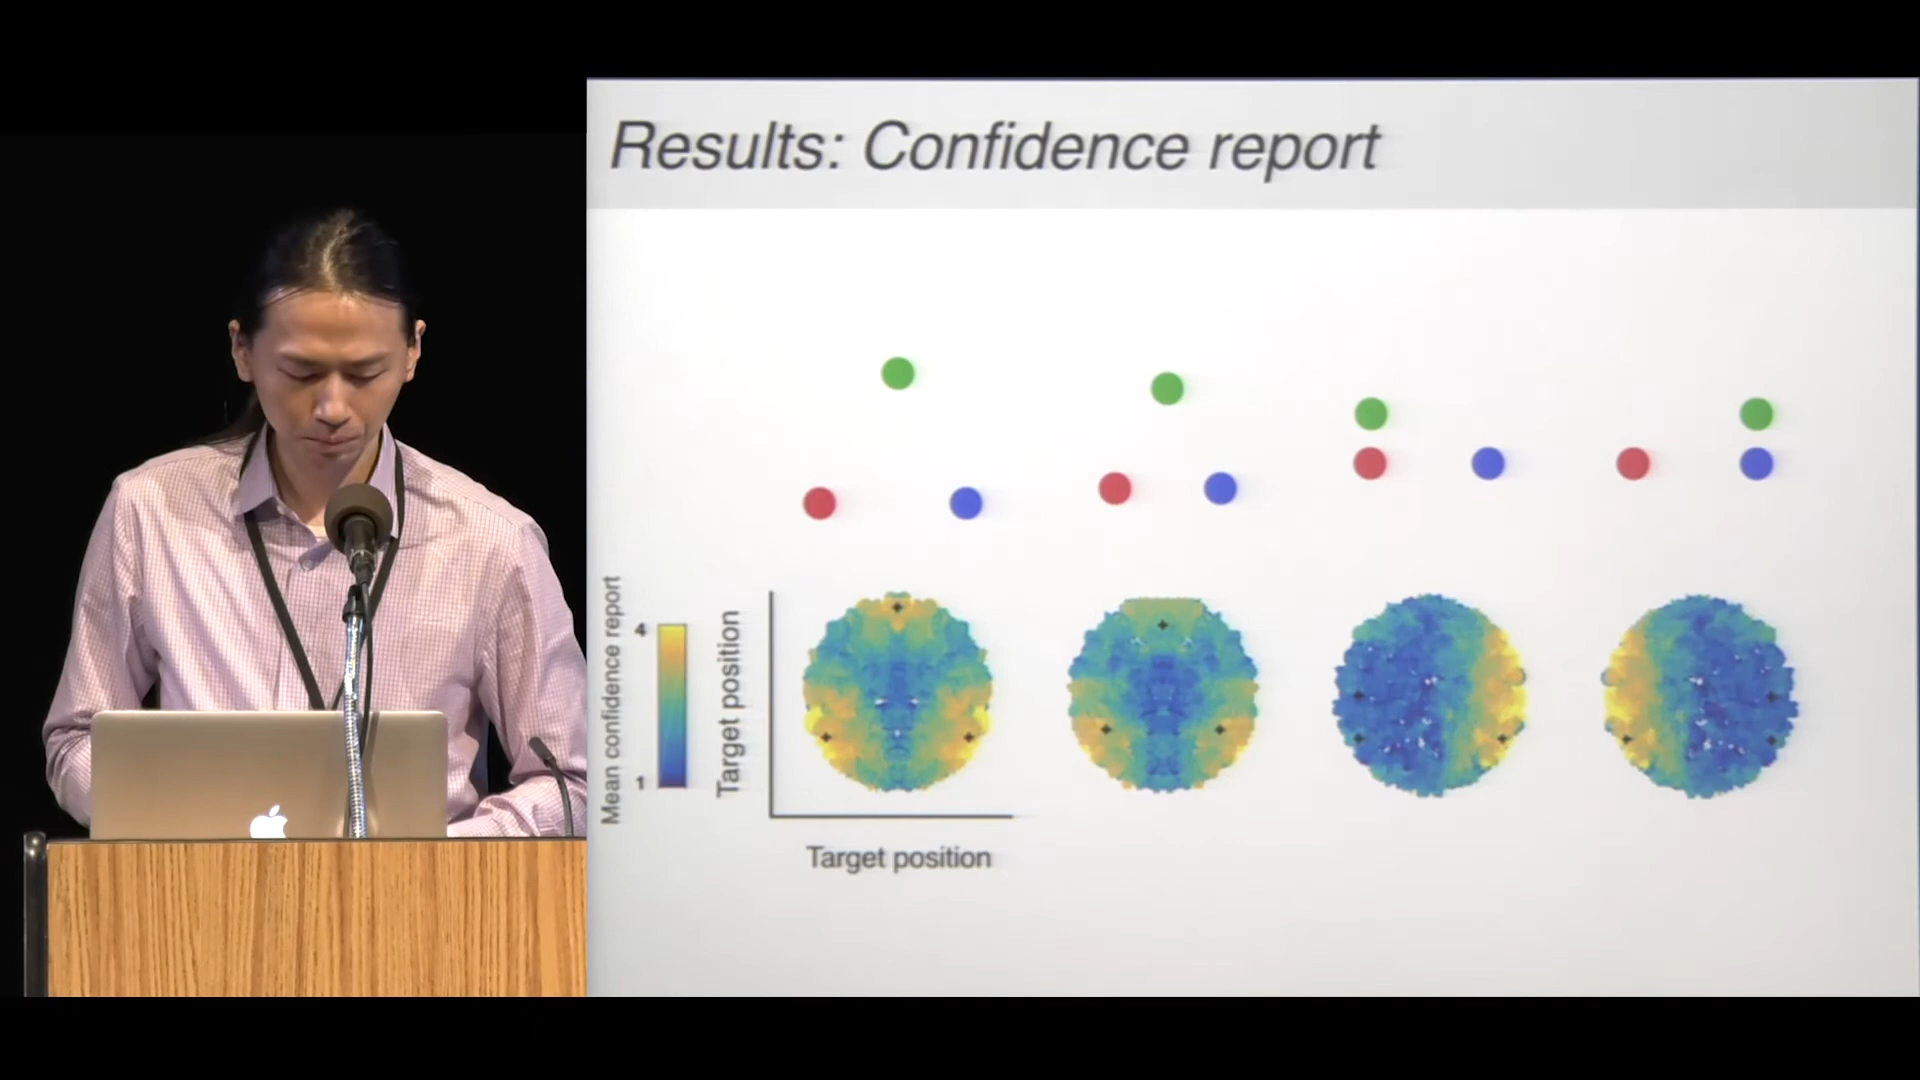 Results: Confidence report
Mean confidence report
4
1
Target position
Target position